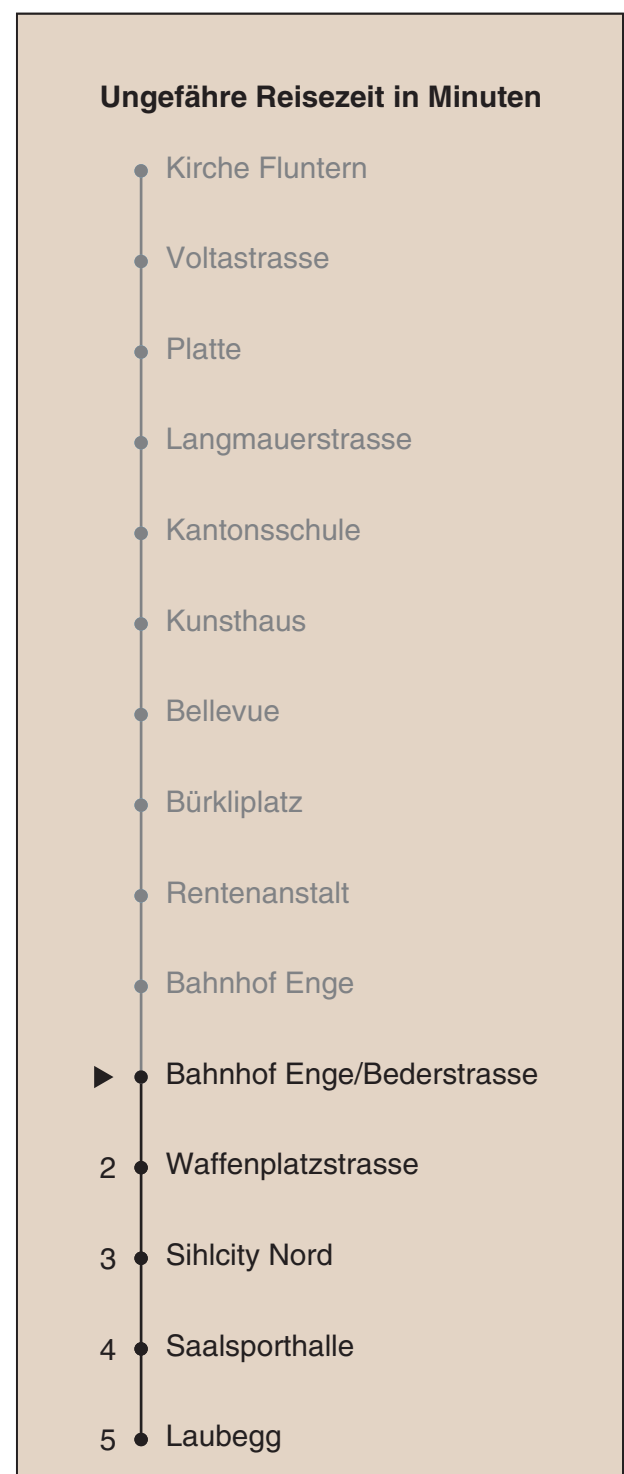 Ungefähre Reisezeit in Minuten
Kirche Fluntern
Voltastrasse
Platte
Langmauerstrasse
Kantonsschule
Kunsthaus
Bellevue
Bürkliplatz
Rentenanstalt
Bahnhof Enge
Bahnhof Enge/Bederstrasse
2 Waffenplatzstrasse
3 Sihlcity Nord
4 Saalsporthalle
5 Laubegg